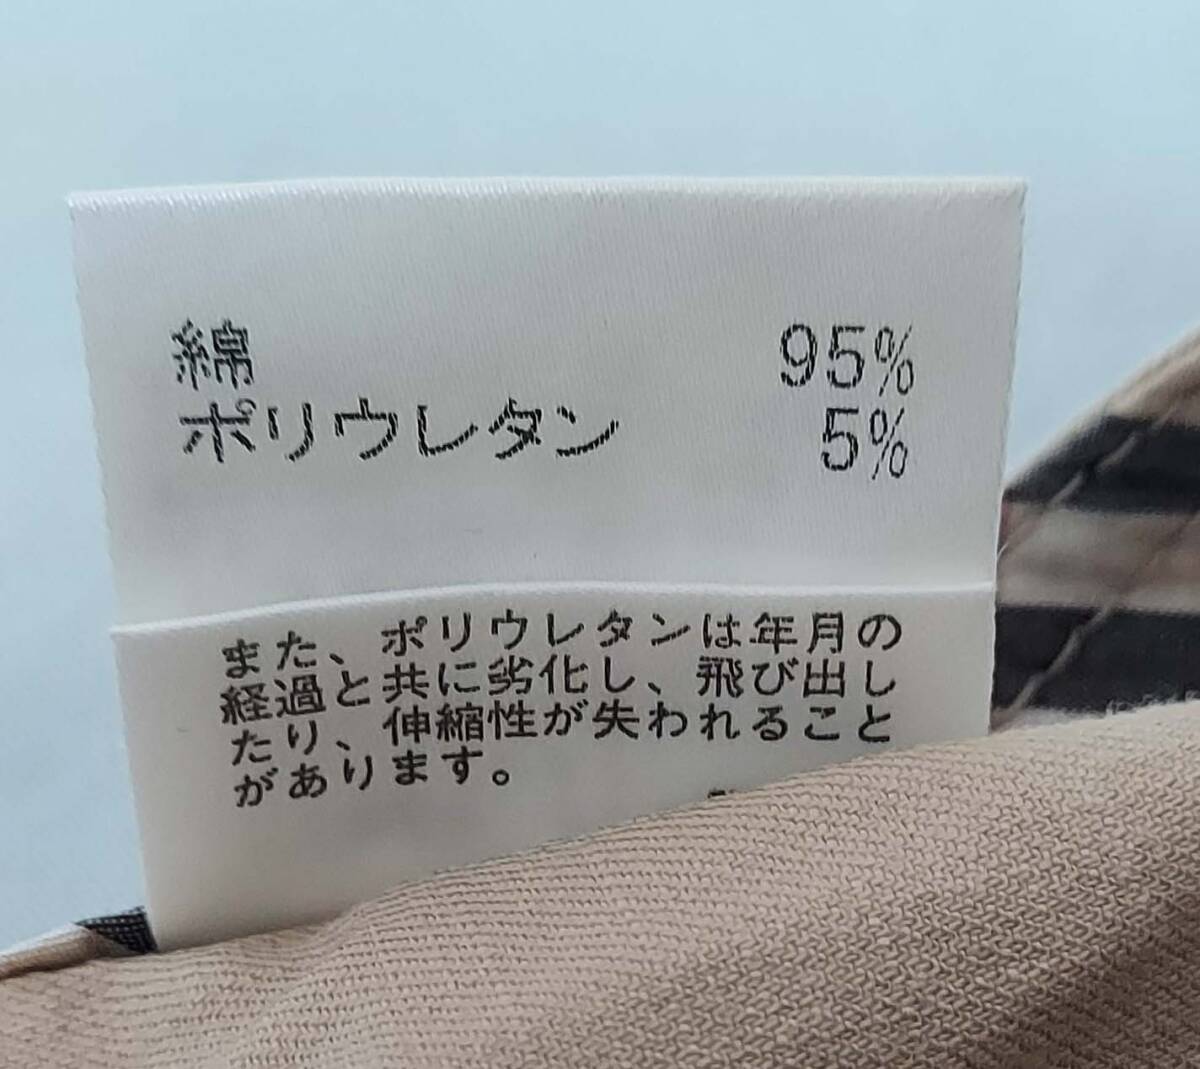 綿 95%
ポリウレタン 5%
また、ポリウレタンは年月の
経過と共に劣化し、飛び出し
たり、伸縮性が失われること
があります。